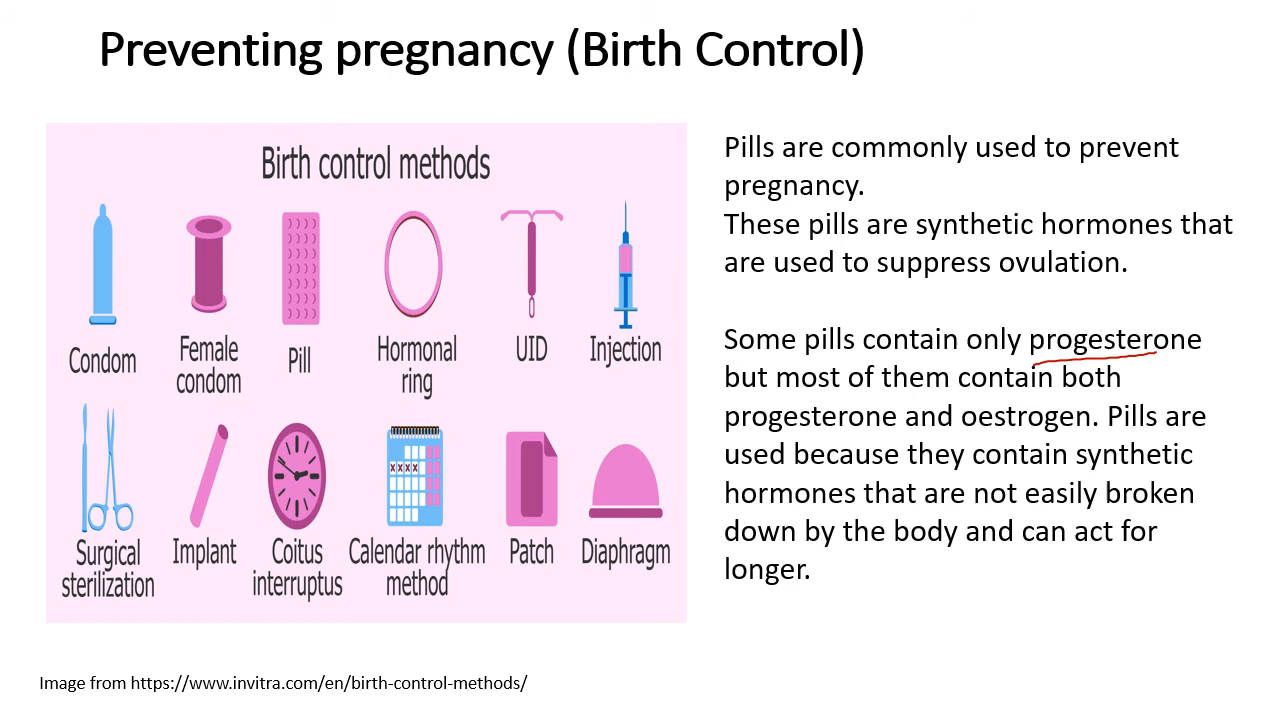 Preventing pregnancy (Birth Control)
Birth control methods
Condom
Female
condom
Pill
Hormonal
ring
UID
Injection
Surgical
sterilization
Implant
Coitus
interruptus
Calendar rhythm
method
Patch
Diaphragm
Pills are commonly used to prevent
pregnancy.
These pills are synthetic hormones that
are used to suppress ovulation.
Some pills contain only progesterone
but most of them contain both
progesterone and oestrogen. Pills are
used because they contain synthetic
hormones that are not easily broken
down by the body and can act for
longer.
Image from https://www.invitra.com/en/birth-control-methods/